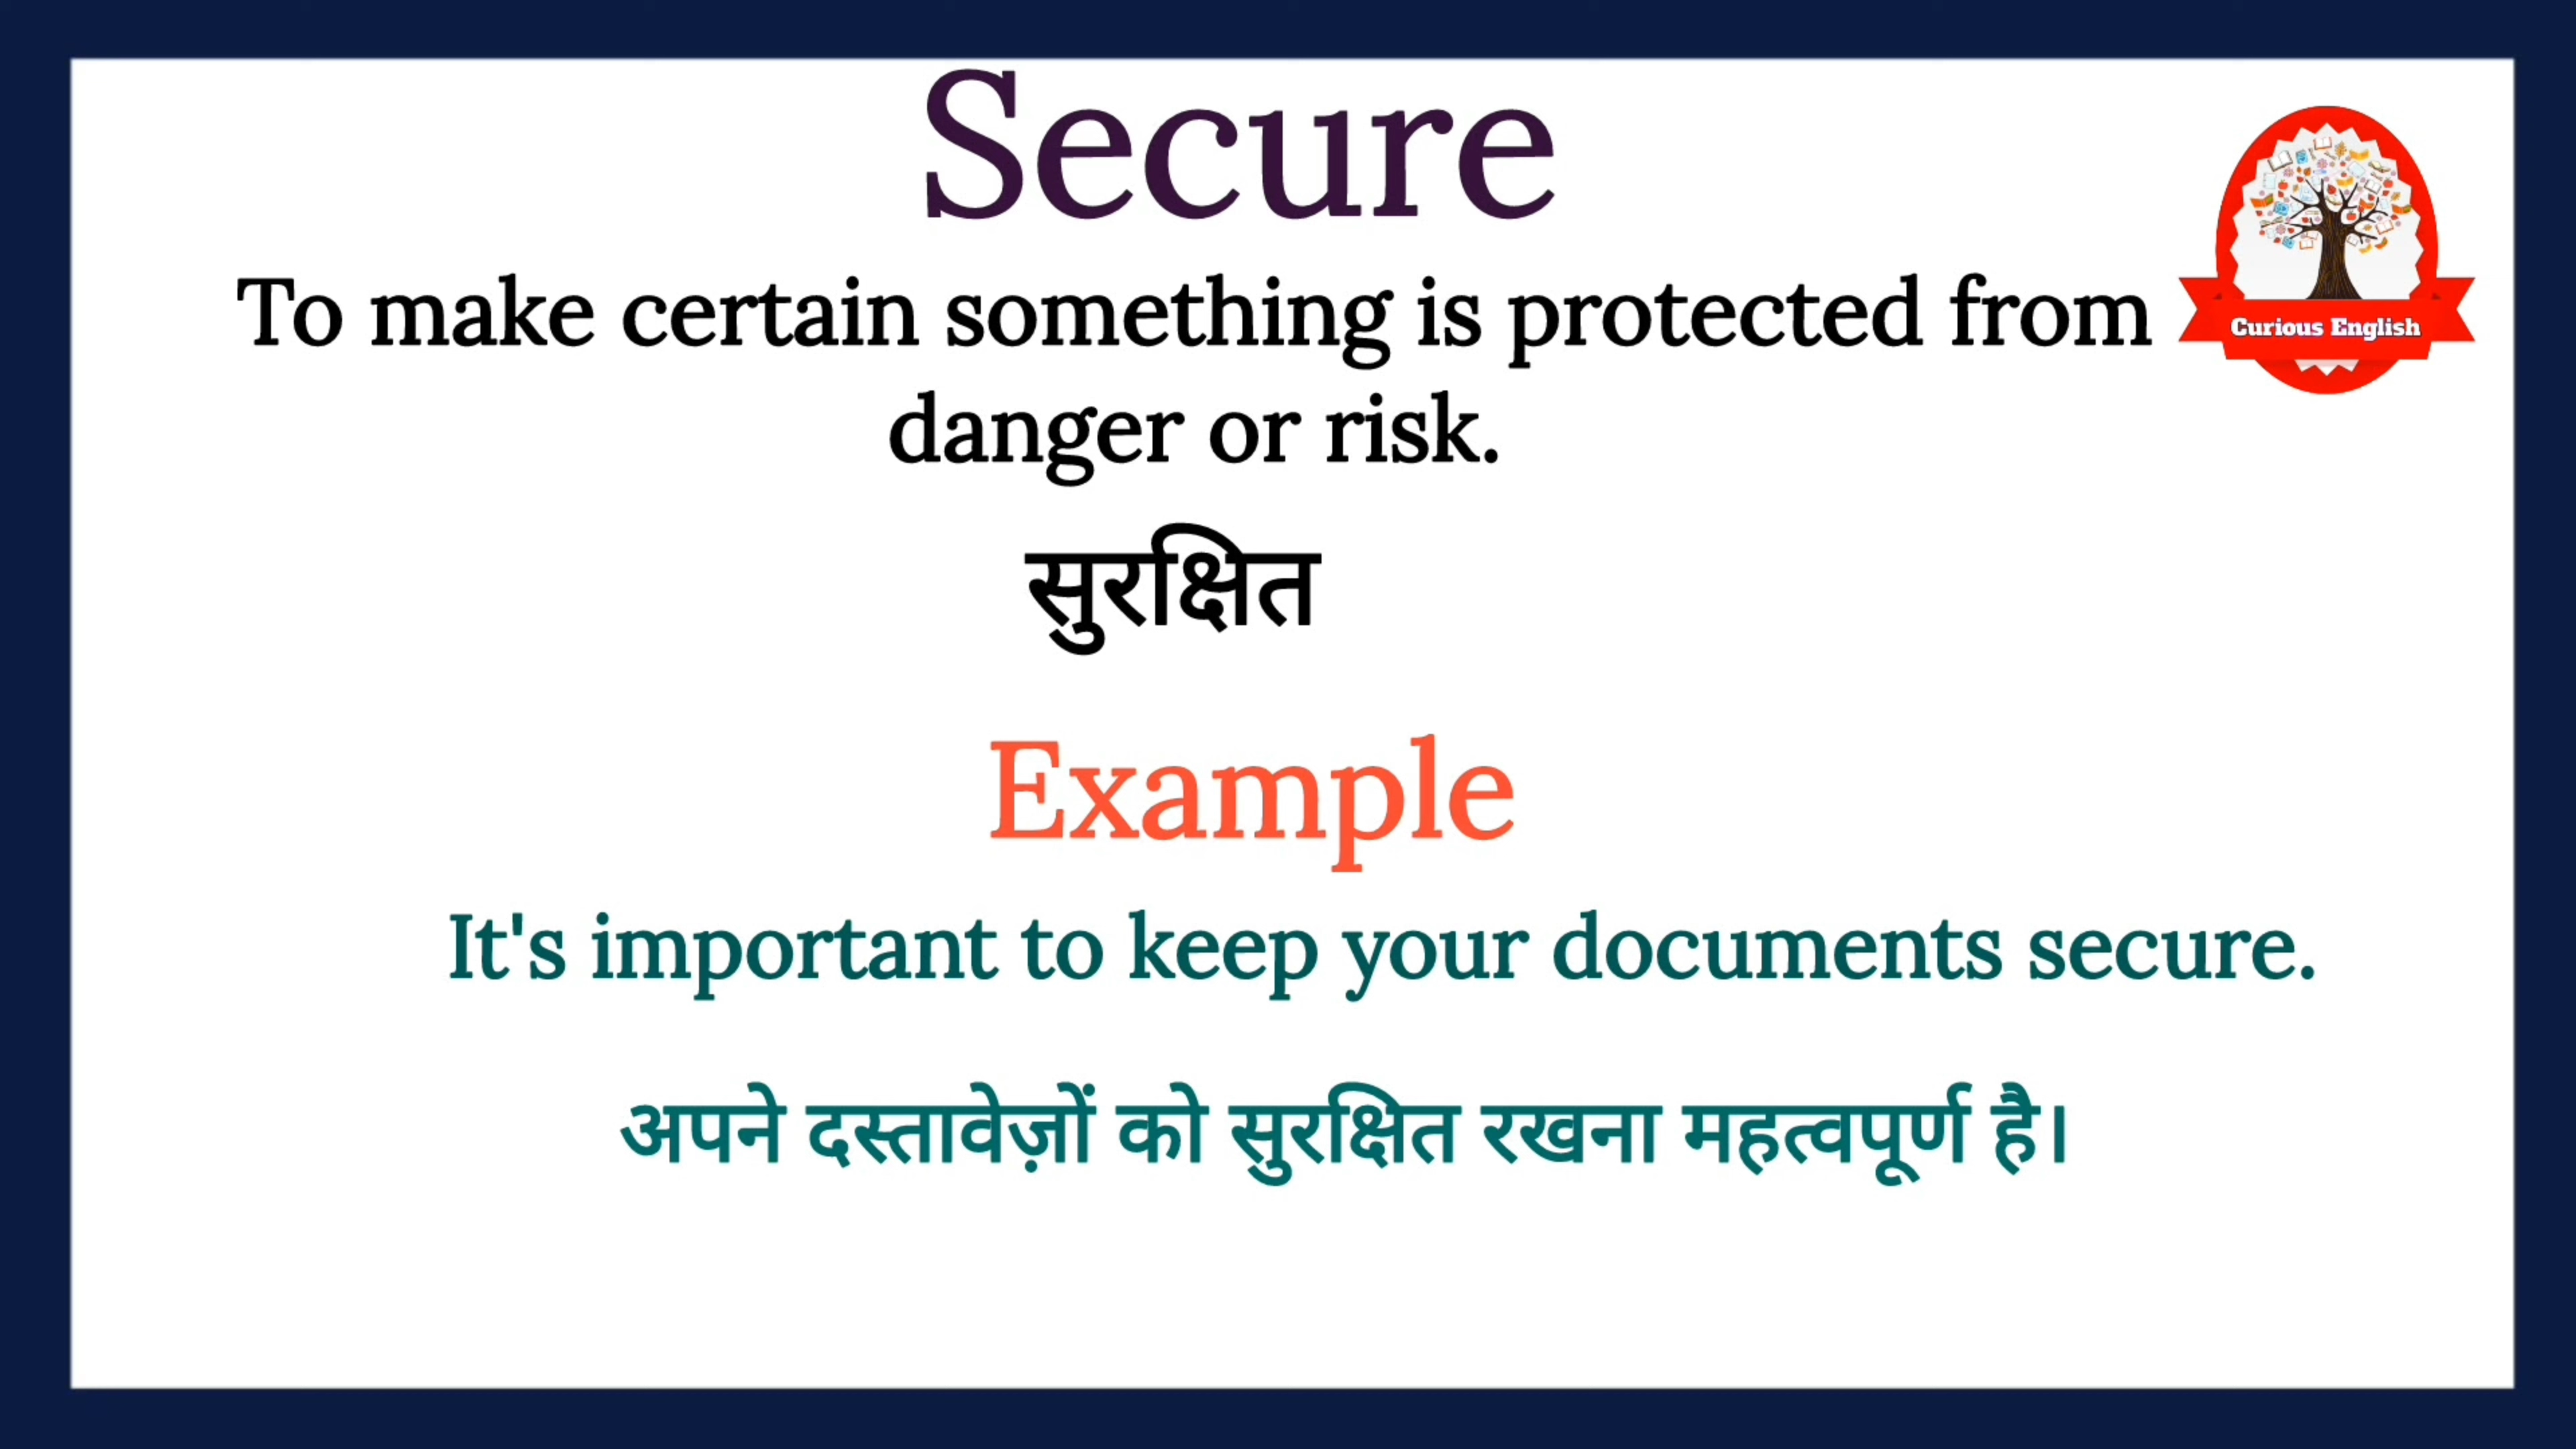 Secure
To make certain something is protected from
danger or risk.
सुरक्षित
Curious English
Example
It's important to keep your documents secure.
अपने दस्तावेज़ों को सुरक्षित रखना महत्वपूर्ण है।